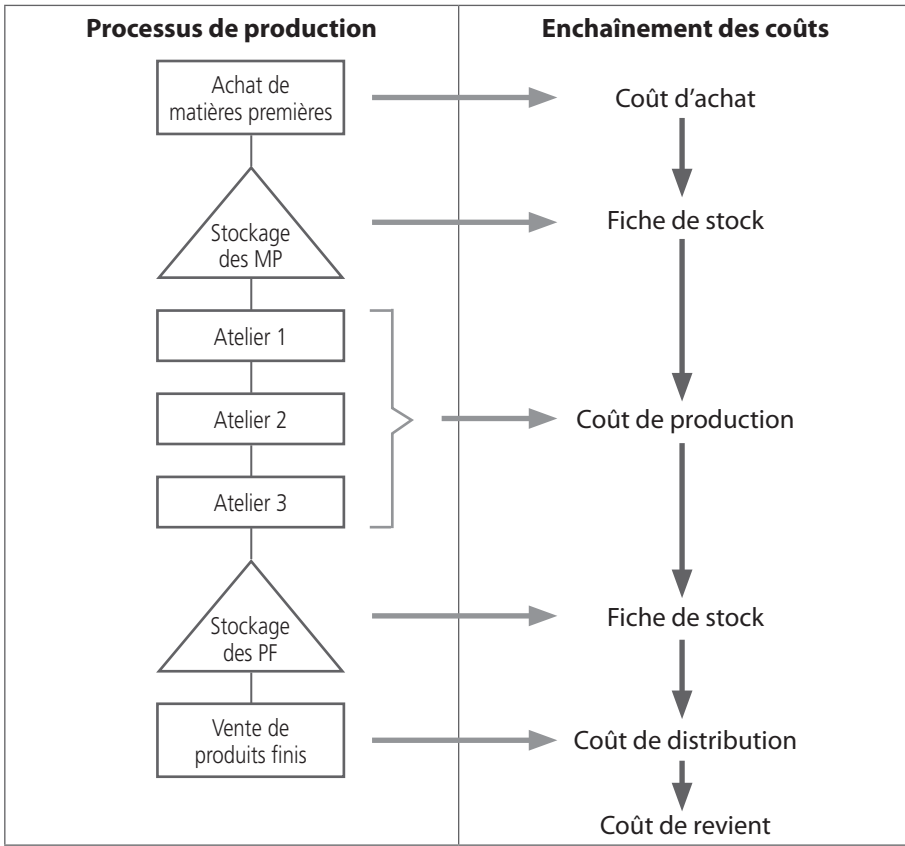 Processus de production
Enchaînement des coûts
Achat de
matières premières
Coût d'achat
Stockage
des MP
Fiche de stock
Atelier 1
Atelier 2
Coût de production
Atelier 3
Stockage
des PF
Fiche de stock
Vente de
produits finis
Coût de distribution
Coût de revient